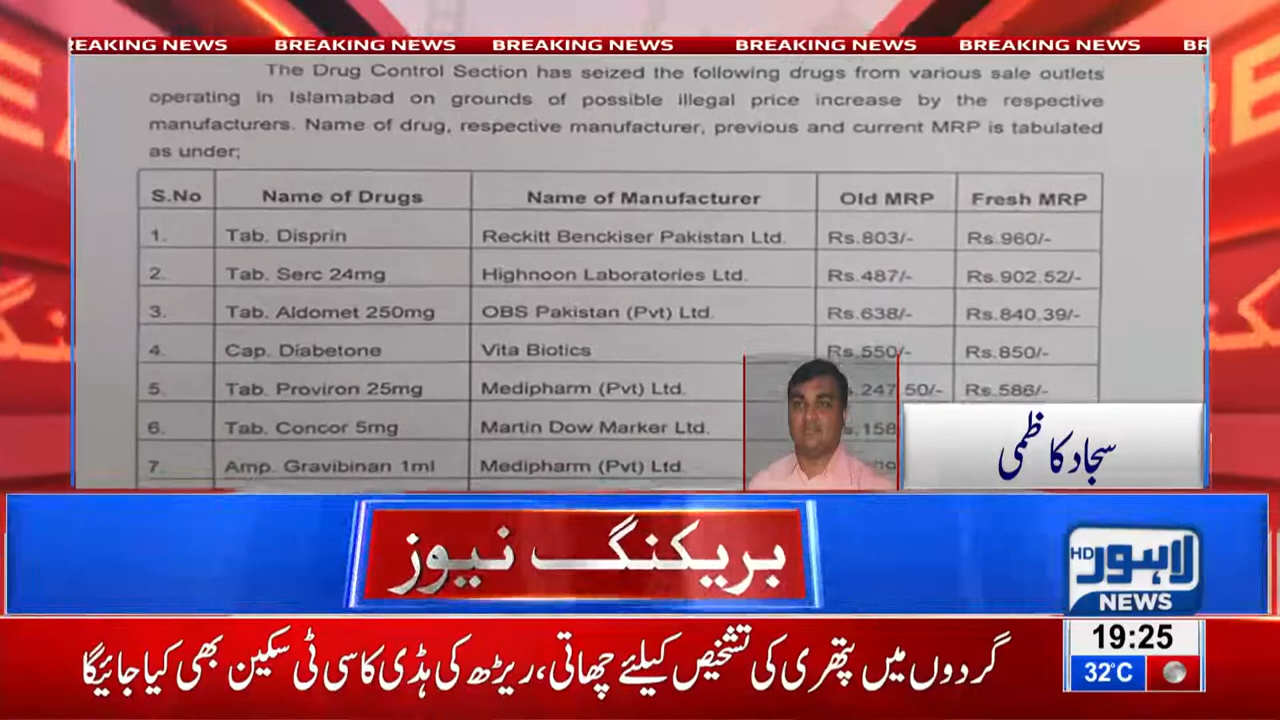 BREAKING NEWS BREAKING NEWS BREAKING NEWS BREAKING NEWS
The Drug Control Section has seized the following drugs from various sale outlets
operating in Islamabad on grounds of possible illegal price increase by the respective
manufacturers. Name of drug, respective manufacturer, previous and current MRP is tabulated
as under;
S.No Name of Drugs Name of Manufacturer Old MRP Fresh MRP
1. Tab. Disprin Reckitt Benckiser Pakistan Ltd. Rs.803/- Rs.960/-
2. Tab. Serc 24mg Highnoon Laboratories Ltd. Rs.487/- Rs.902.52/-
3. Tab. Aldomet 250mg OBS Pakistan (Pvt) Ltd. Rs.638/- Rs.840.39/-
4. Cap. Diabetone Vita Biotics Rs.550/- Rs.850/-
5. Tab. Proviron 25mg Medipharm (Pvt) Ltd. .247.50/- Rs.586/-
6. Tab. Concor 5mg Martin Dow Marker Ltd. .158
7. Amp. Gravibinan 1ml Medipharm (Pvt) Ltd.
سجاد کاظمی
بریکنگ نیوز
لاہور HD
NEWS
19:25
گردوں میں پتھری کی تشخیص کیلئے چھاتی، ریڑھ کی ہڈی کا سی ٹی سکین بھی کیا جائیگا
32°C